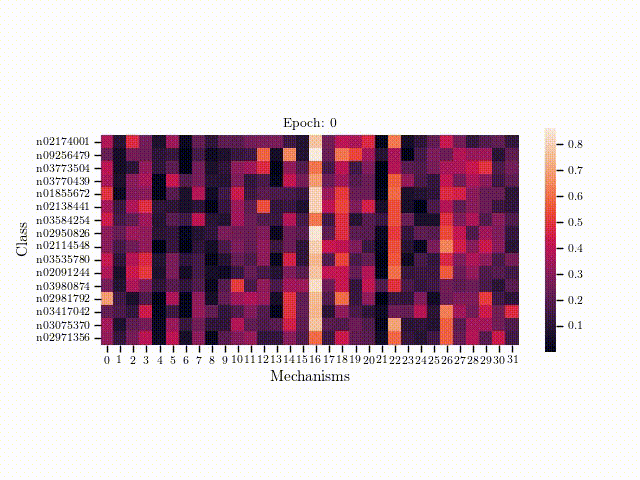 Epoch: 0
n02174001
n09256479
n03773504
n03770439
n01855672
n02138441
n03584254
n02950826
n02114548
n03535780
n02091244
n03980874
n02981792
n03417042
n03075370
n02971356
Class
0 1 2 3 4 5 6 7 8 9 10 11 12 13 14 15 16 17 18 19 20 21 22 23 24 25 26 27 28 29 30 31
Mechanisms
0.8
0.7
0.6
0.5
0.4
0.3
0.2
0.1